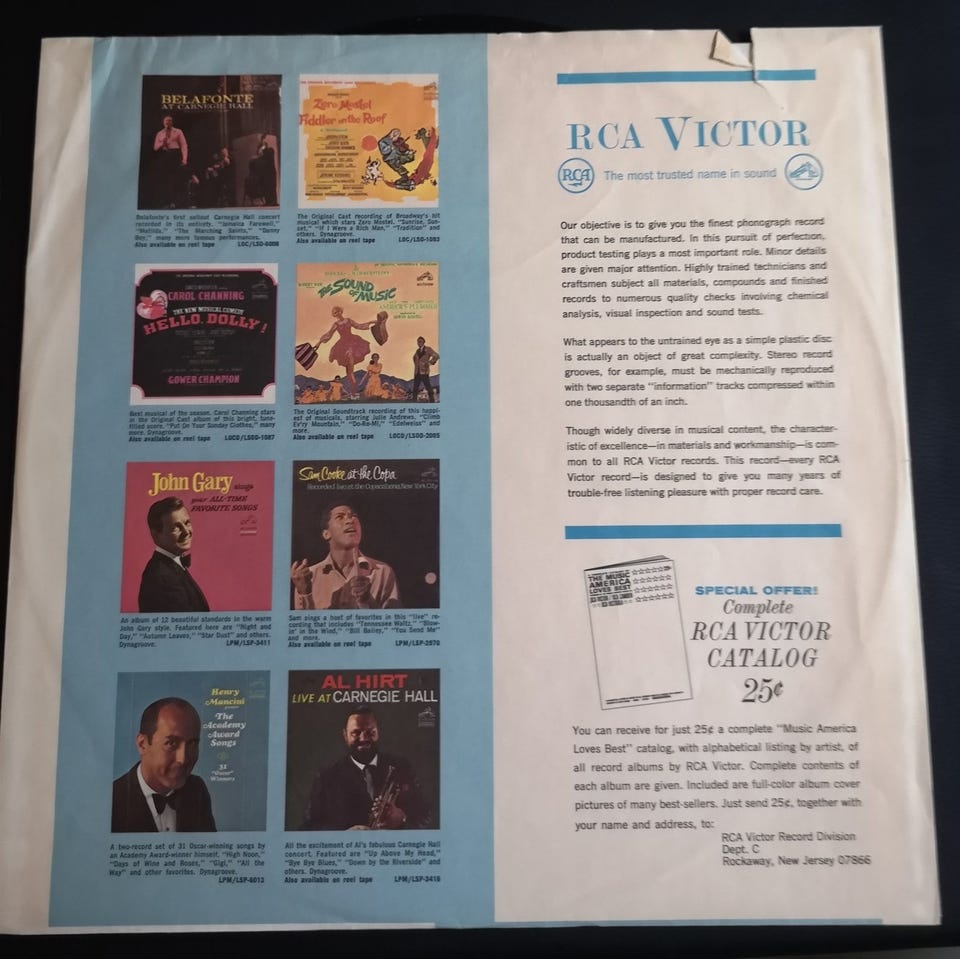 BELAFONTE
AT CARNEGIE HALL
Belafonte's first sellout Carnegie Hall concert
recorded in its entirety. "Jamaica Farewell,"
"Matilda," "The Marching Saints," "Danny
Boy," many more famous performances.
Also available on reel tape LOC/LSO-6006
Zero Mostel
Fiddler on the Roof
The Original Cast recording of Broadway's hit
musical which stars Zero Mostel. "Sunrise, Sun-
set," "If I Were a Rich Man," "Tradition" and
others. Dynagroove.
Also available on reel tape LOC/LSO-1093
CAROL CHANNING
THE NEW MUSICAL COMEDY
HELLO, DOLLY!
GOWER CHAMPION
Best musical of the season. Carol Channing stars
in the Original Cast album of this bright, tune-
filled score. "Put On Your Sunday Clothes," many
more. Dynagroove.
Also available on reel tape LOCD/LSOD-1087
THE SOUND
OF MUSIC
The Original Soundtrack recording of this happi-
est of musicals, starring Julie Andrews. "Climb
Ev'ry Mountain," "Do-Re-Mi," "Edelweiss" and
more.
Also available on reel tape LOCD/LSOD-2005
John Gary sings
your ALL-TIME
FAVORITE SONGS
An album of 12 beautiful standards in the warm
John Gary style. Featured here are "Night and
Day," "Autumn Leaves," "Star Dust" and others.
Dynagroove. LPM/LSP-3411
Sam Cooke at the Copa
Recorded live at the Copacabana, New York City
Sam sings a host of favorites in this "live" re-
cording that includes "Tennessee Waltz," "Blow-
in' in the Wind," "Bill Bailey," "You Send Me"
and more.
Also available on reel tape LPM/LSP-2970
Henry
Mancini
presents
The
Academy
Award
Songs
31
"Oscar"
Winners
A two-record set of 31 Oscar-winning songs by
an Academy Award-winner himself. "High Noon,"
"Days of Wine and Roses," "Gigi," "All the
Way" and other favorites. Dynagroove.
LPM/LSP-6013
AL HIRT
LIVE AT CARNEGIE HALL
All the excitement of Al's fabulous Carnegie Hall
concert. Featured are "Up Above My Head,"
"Bye Bye Blues," "Down by the Riverside" and
others. Dynagroove.
Also available on reel tape LPM/LSP-3416
RCA VICTOR
RCA The most trusted name in sound
Our objective is to give you the finest phonograph record
that can be manufactured. In this pursuit of perfection,
product testing plays a most important role. Minor details
are given major attention. Highly trained technicians and
craftsmen subject all materials, compounds and finished
records to numerous quality checks involving chemical
analysis, visual inspection and sound tests.
What appears to the untrained eye as a simple plastic disc
is actually an object of great complexity. Stereo record
grooves, for example, must be mechanically reproduced
with two separate "information" tracks compressed within
one thousandth of an inch.
Though widely diverse in musical content, the character-
istic of excellence—in materials and workmanship—is com-
mon to all RCA Victor records. This record—every RCA
Victor record—is designed to give you many years of
trouble-free listening pleasure with proper record care.
THE MUSIC
AMERICA
LOVES BEST
SPECIAL OFFER!
Complete
RCA VICTOR
CATALOG
25¢
You can receive for just 25¢ a complete "Music America
Loves Best" catalog, with alphabetical listing by artist, of
all record albums by RCA Victor. Complete contents of
each album are given. Included are full-color album cover
pictures of many best-sellers. Just send 25¢, together with
your name and address, to:
RCA Victor Record Division
Dept. C
Rockaway, New Jersey 07866